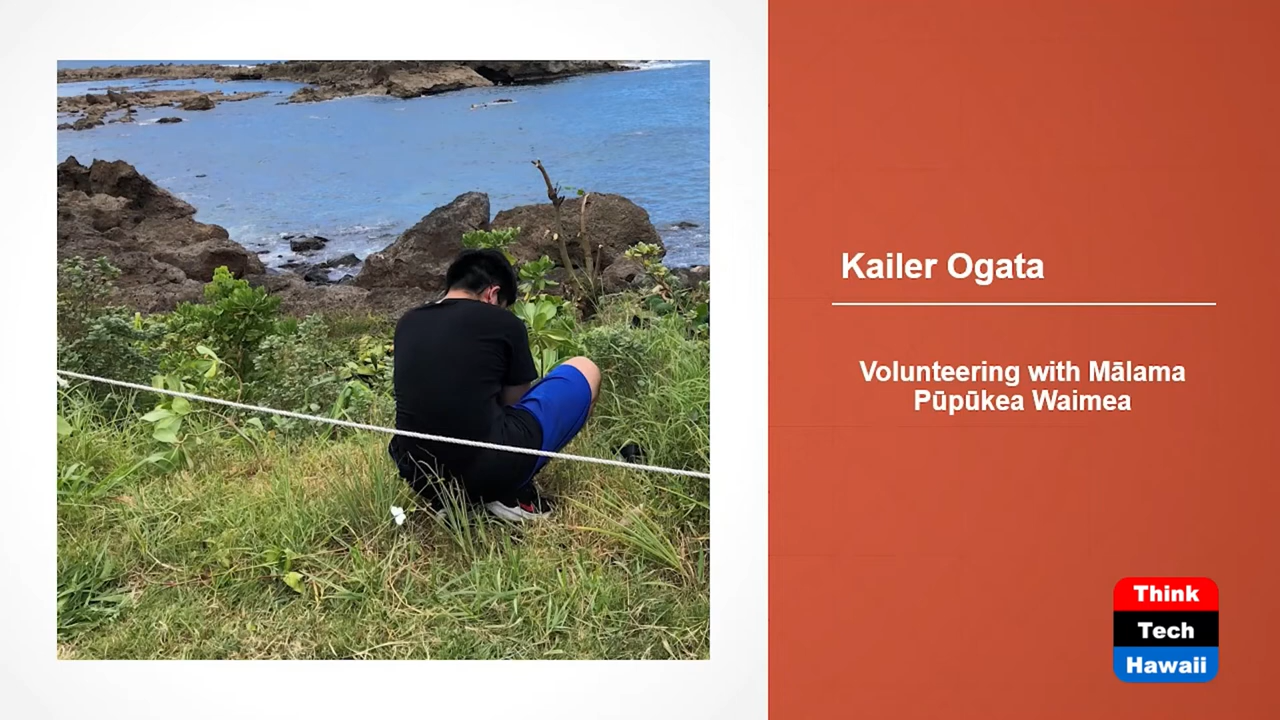 Kailer Ogata
Volunteering with Mālama
Pūpūkea Waimea
Think
Tech
Hawaii